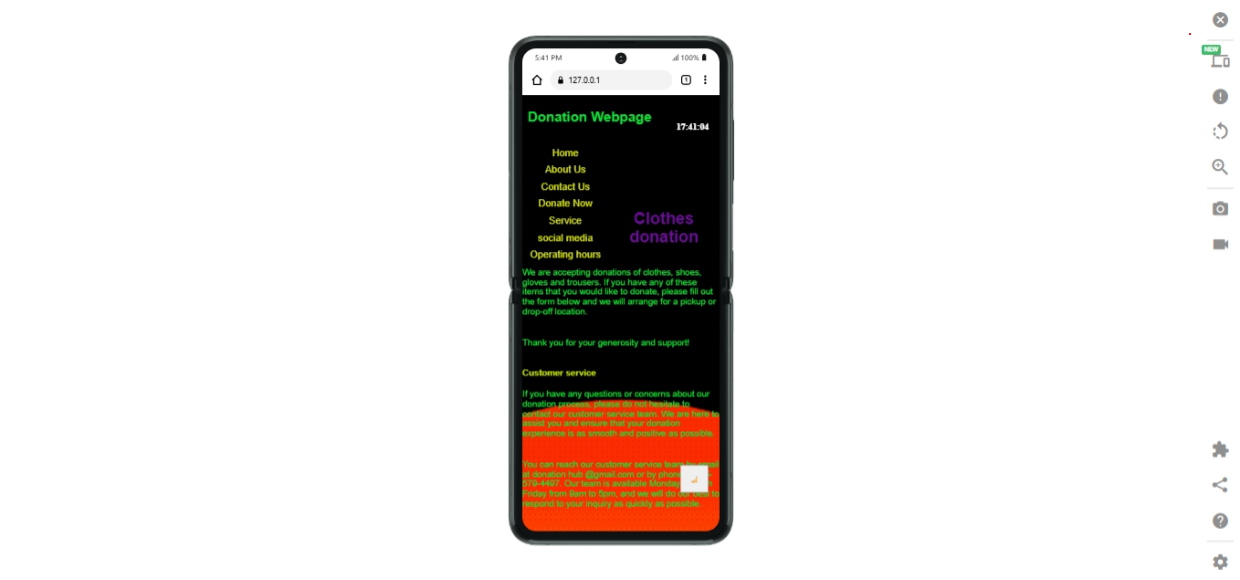 NEW
5:41 PM
100%
127.0.0.1
1
Donation Webpage
17:41:04
Home
About Us
Contact Us
Donate Now
Service
social media
Operating hours
Clothes
donation
We are accepting donations of clothes, shoes,
gloves and trousers. If you have any of these
items that you would like to donate, please fill out
the form below and we will arrange for a pickup or
drop-off location.
Thank you for your generosity and support!
Customer service
If you have any questions or concerns about our
donation process, please do not hesitate to
contact our customer service team. We are here to
assist you and ensure that your donation
experience is as smooth and positive as possible.
You can reach our customer service team by email
at donation hub @gmail.com or by phone
579-4497. Our team is available Monday
Friday from 9am to 5pm, and we will do our best to
respond to your inquiry as quickly as possible.